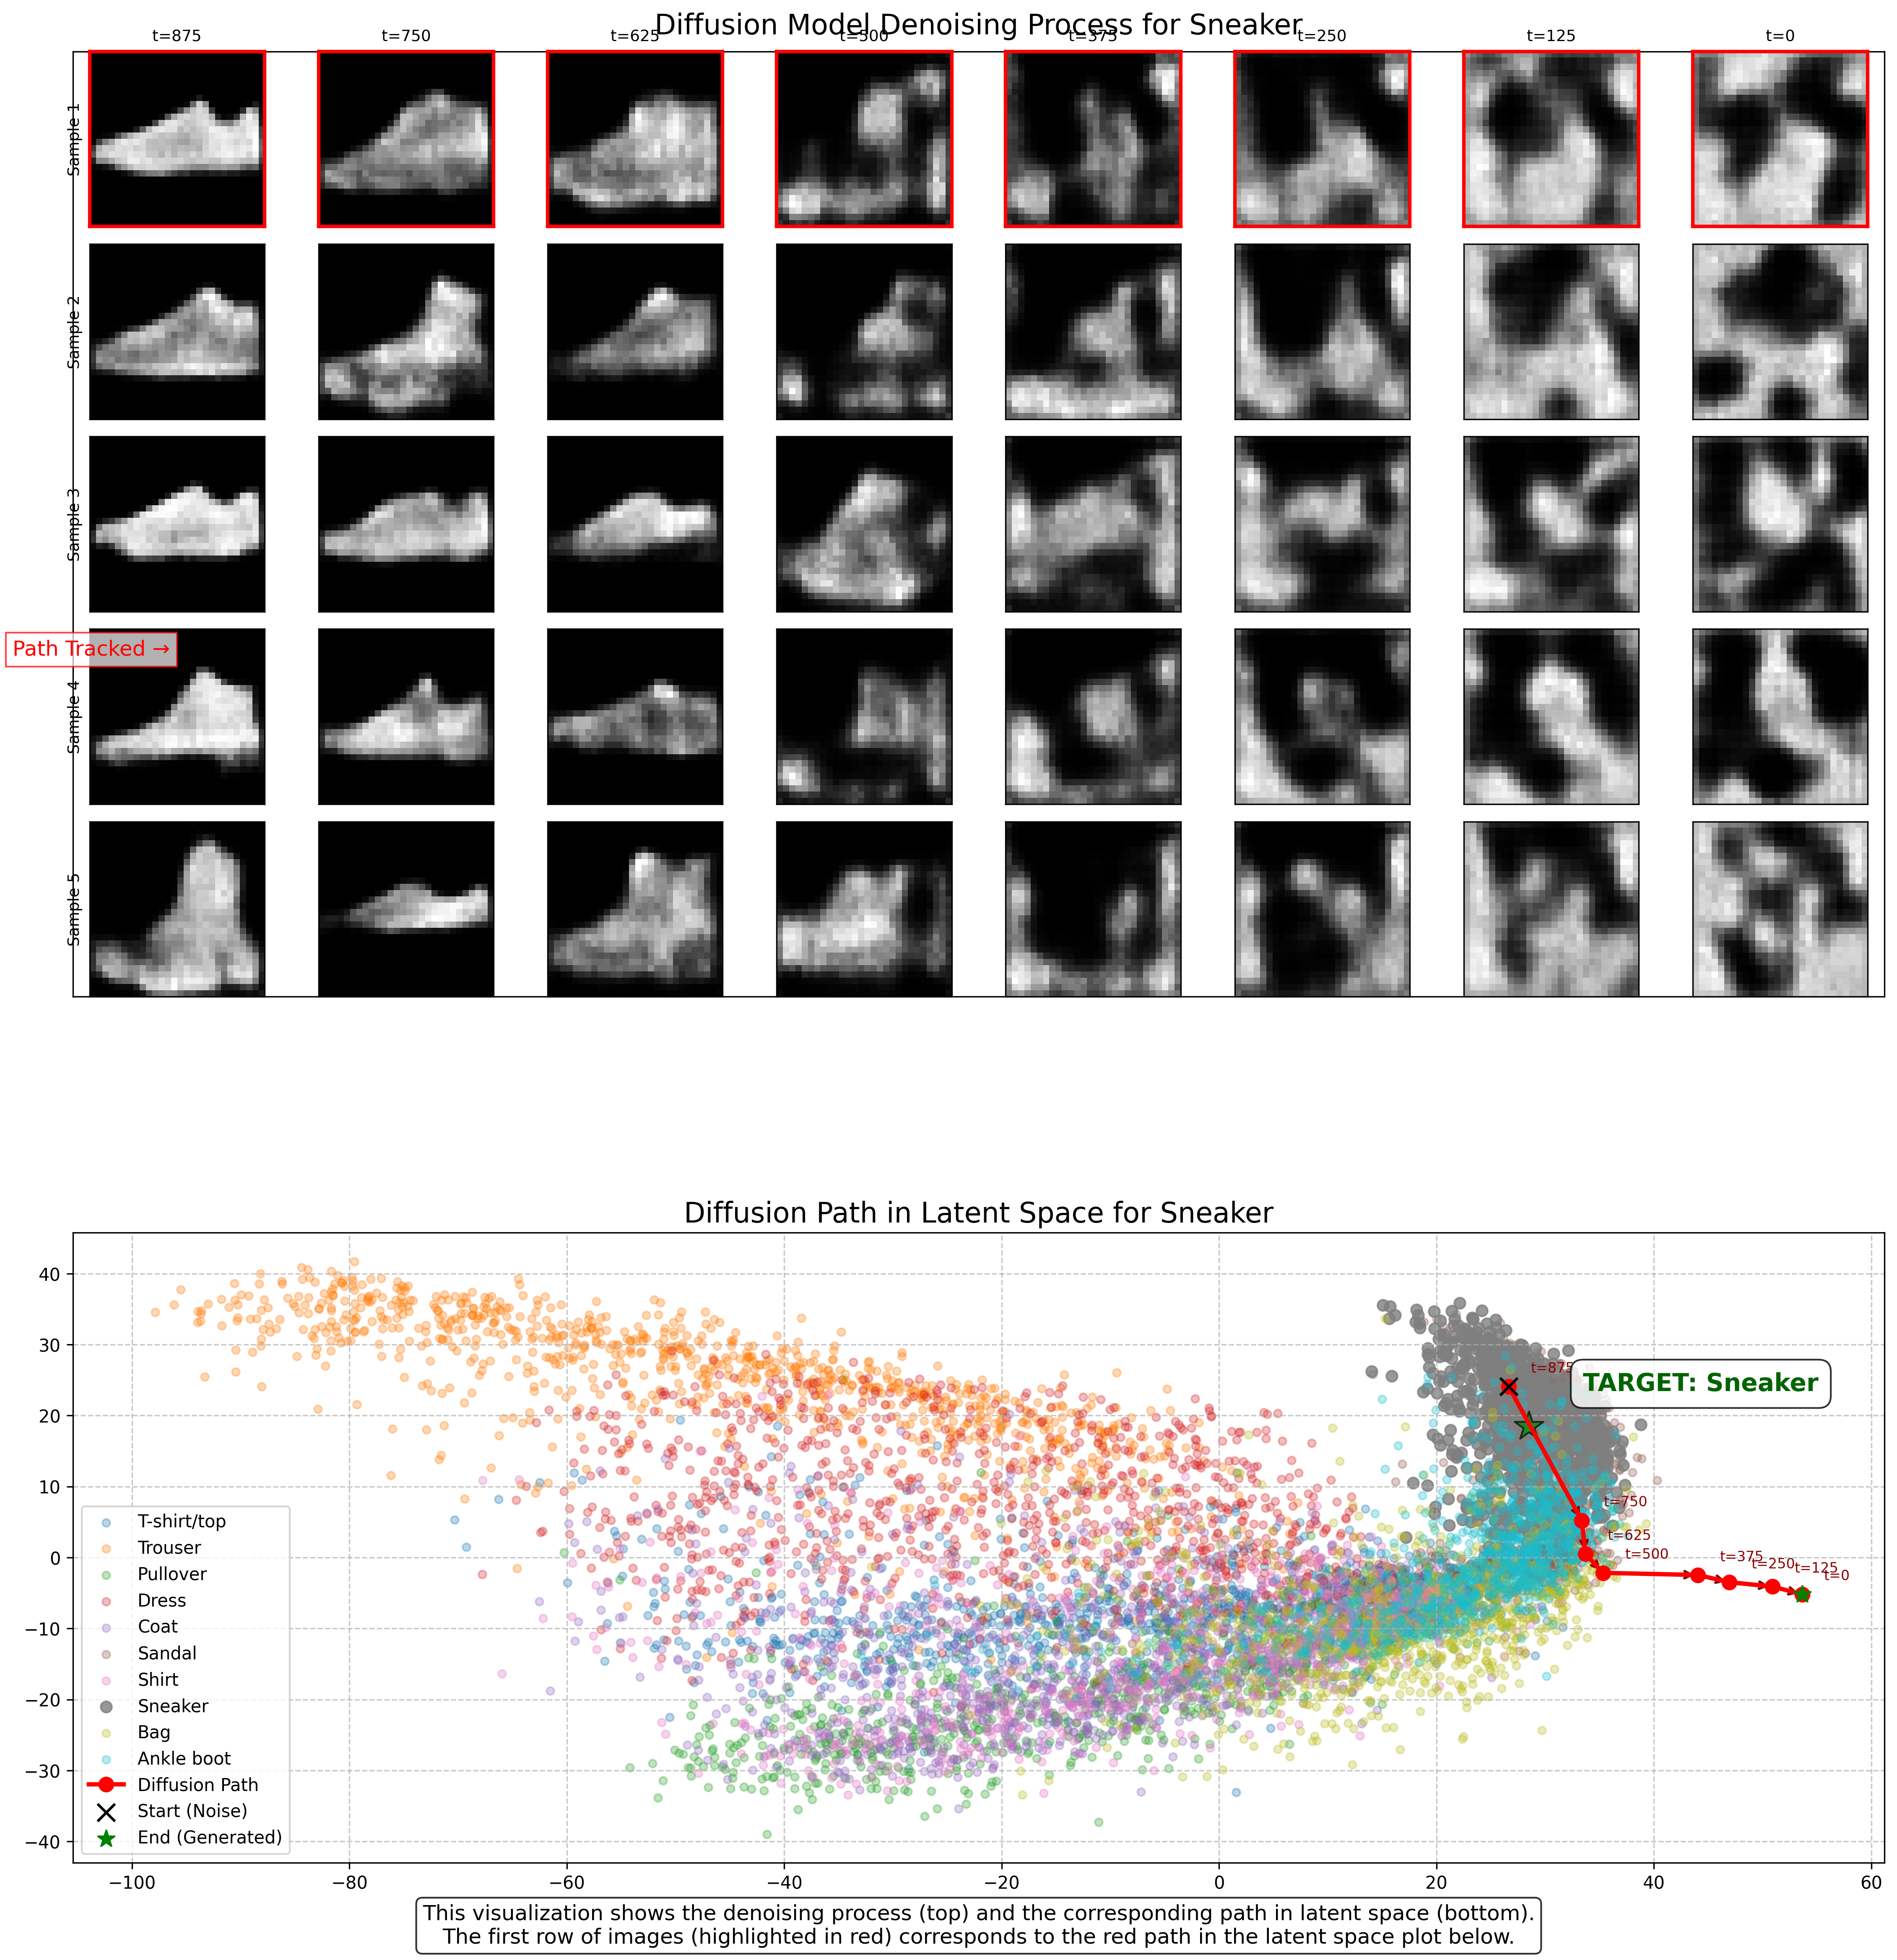 Diffusion Model Denoising Process for Sneaker
t=875
t=750
t=625
t=500
t=375
t=250
t=125
t=0
Sample 1
Sample 2
Sample 3
Path Tracked →
Sample 4
Sample 5
Diffusion Path in Latent Space for Sneaker
40
30
20
10
0
−10
−20
−30
−40
t=875
TARGET: Sneaker
t=750
t=625
t=500
t=375
t=250
t=125
t=0
T-shirt/top
Trouser
Pullover
Dress
Coat
Sandal
Shirt
Sneaker
Bag
Ankle boot
Diffusion Path
Start (Noise)
End (Generated)
−100
−80
−60
−40
−20
0
20
40
60
This visualization shows the denoising process (top) and the corresponding path in latent space (bottom).
The first row of images (highlighted in red) corresponds to the red path in the latent space plot below.